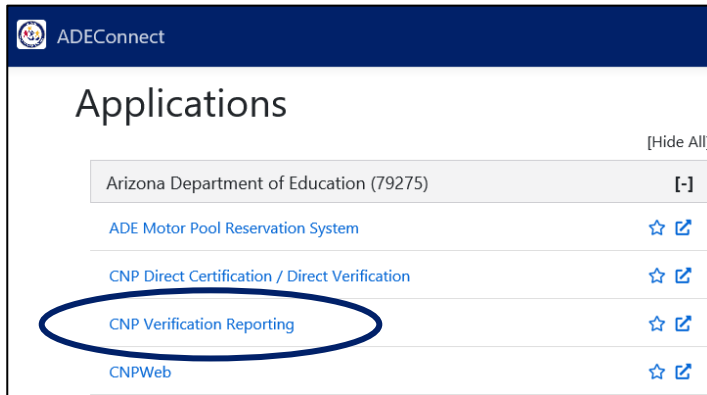 ADEConnect
Applications
[Hide All]
Arizona Department of Education (79275) [-]
ADE Motor Pool Reservation System
CNP Direct Certification / Direct Verification
CNP Verification Reporting
CNPWeb